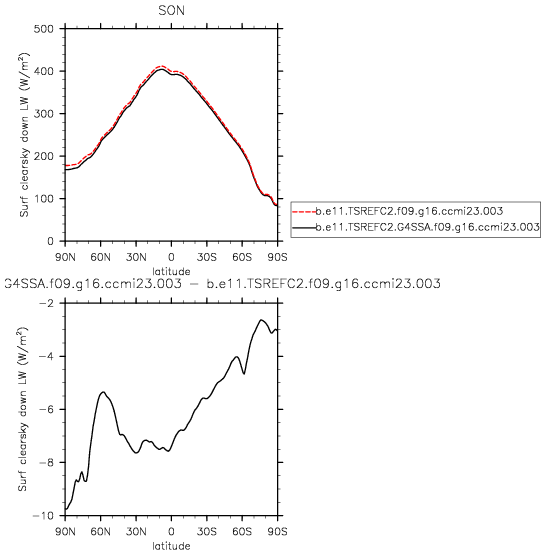 SON
Surf clearsky down LW (W/m²)
500
400
300
200
100
0
90N 60N 30N 0 30S 60S 90S
latitude
b.e11.TSREFC2.f09.g16.ccmi23.003
b.e11.TSREFC2.G4SSA.f09.g16.ccmi23.003
G4SSA.f09.g16.ccmi23.003 − b.e11.TSREFC2.f09.g16.ccmi23.003
Surf clearsky down LW (W/m²)
−2
−4
−6
−8
−10
90N 60N 30N 0 30S 60S 90S
latitude